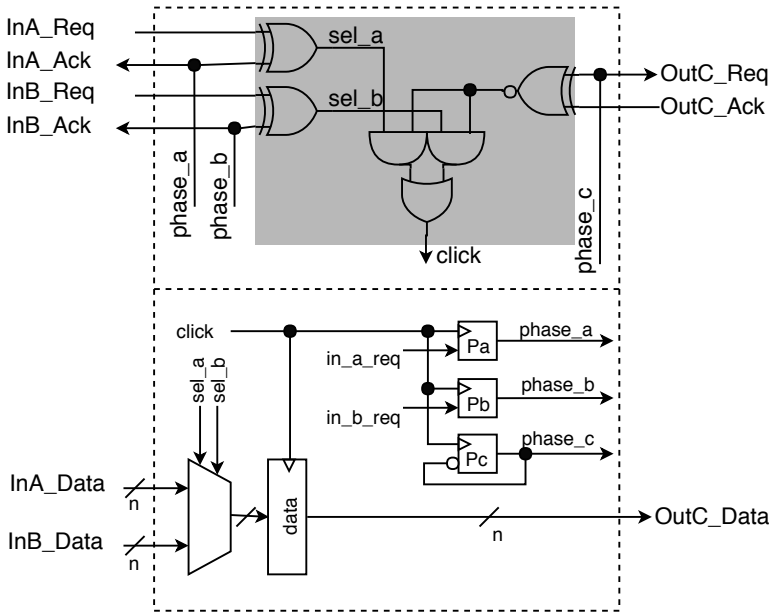 InA_Req
InA_Ack
InB_Req
InB_Ack
sel_a
sel_b
OutC_Req
OutC_Ack
phase_a
phase_b
phase_c
click
click
sel_a
sel_b
in_a_req
in_b_req
Pa
Pb
Pc
phase_a
phase_b
phase_c
InA_Data
n
InB_Data
n
data
n
OutC_Data